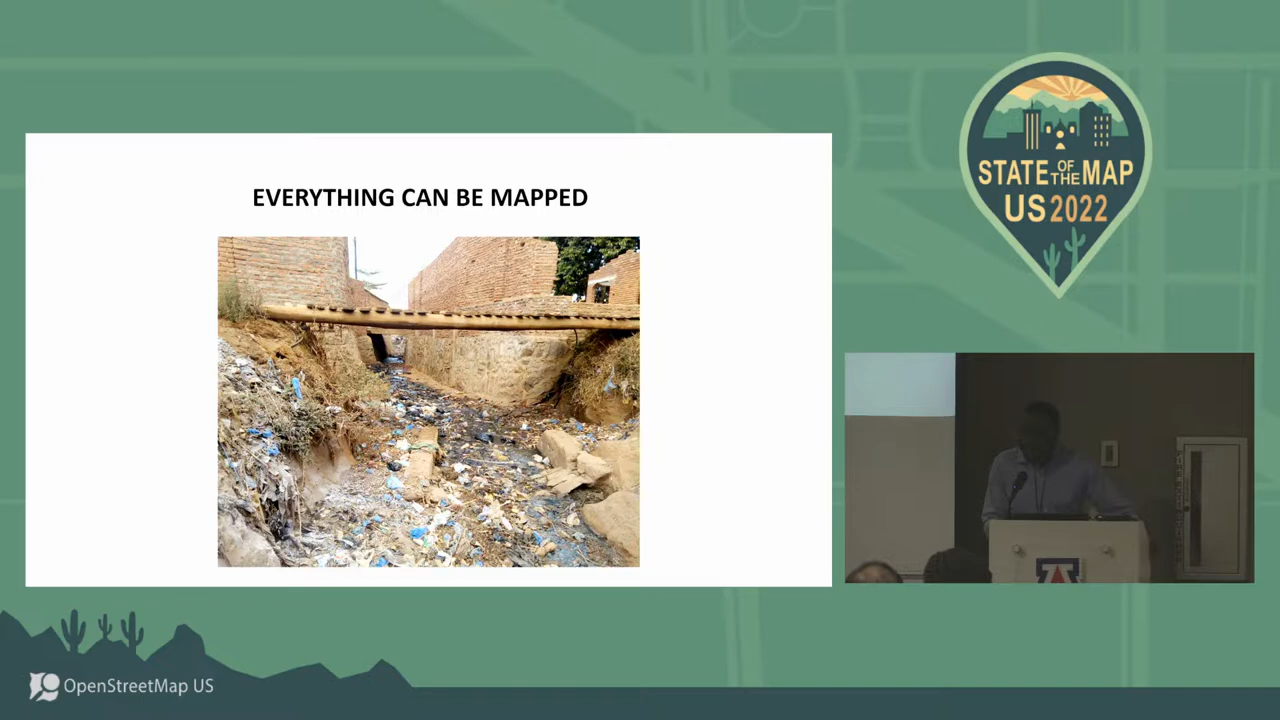 EVERYTHING CAN BE MAPPED
STATE OF THE MAP
US 2022
OpenStreetMap US